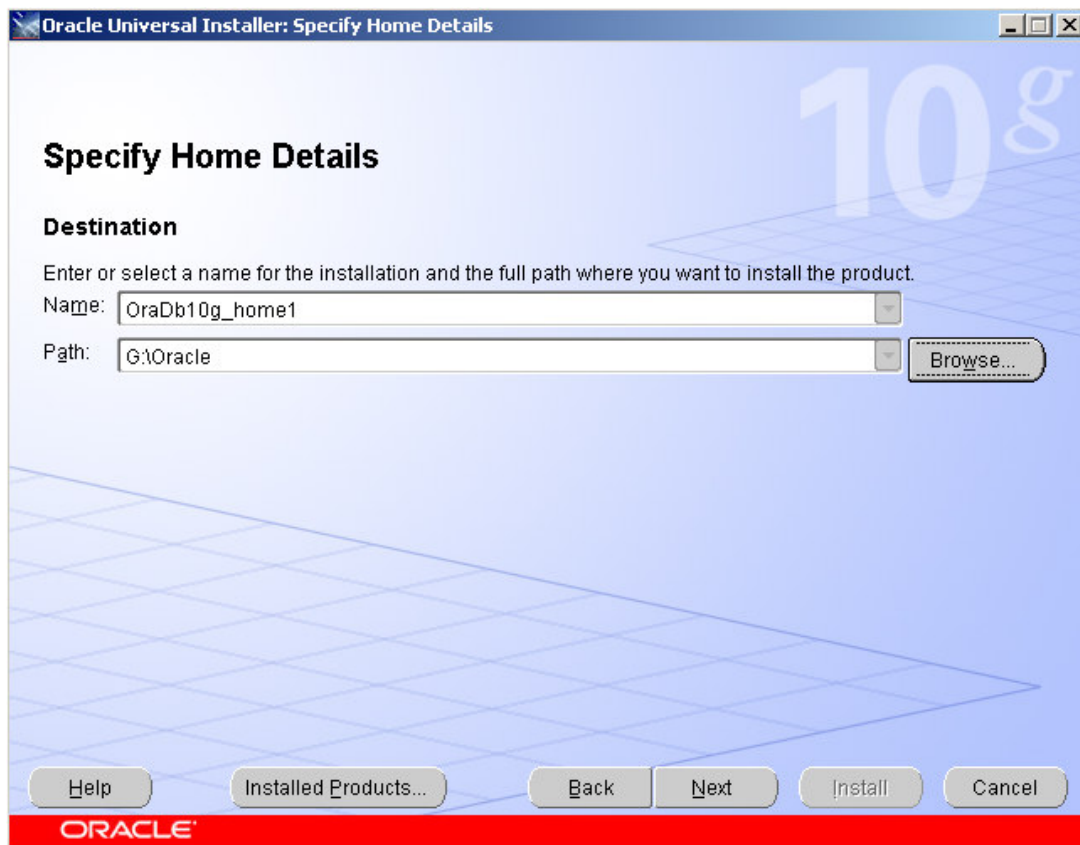 Oracle Universal Installer: Specify Home Details
10g
Specify Home Details
Destination
Enter or select a name for the installation and the full path where you want to install the product.
Name: OraDb10g_home1
Path: G:\Oracle Browse...
Help Installed Products... Back Next Install Cancel
ORACLE